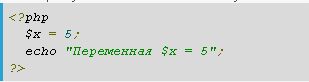 <?php
$x = 5;
echo "Переменная $x = 5";
?>